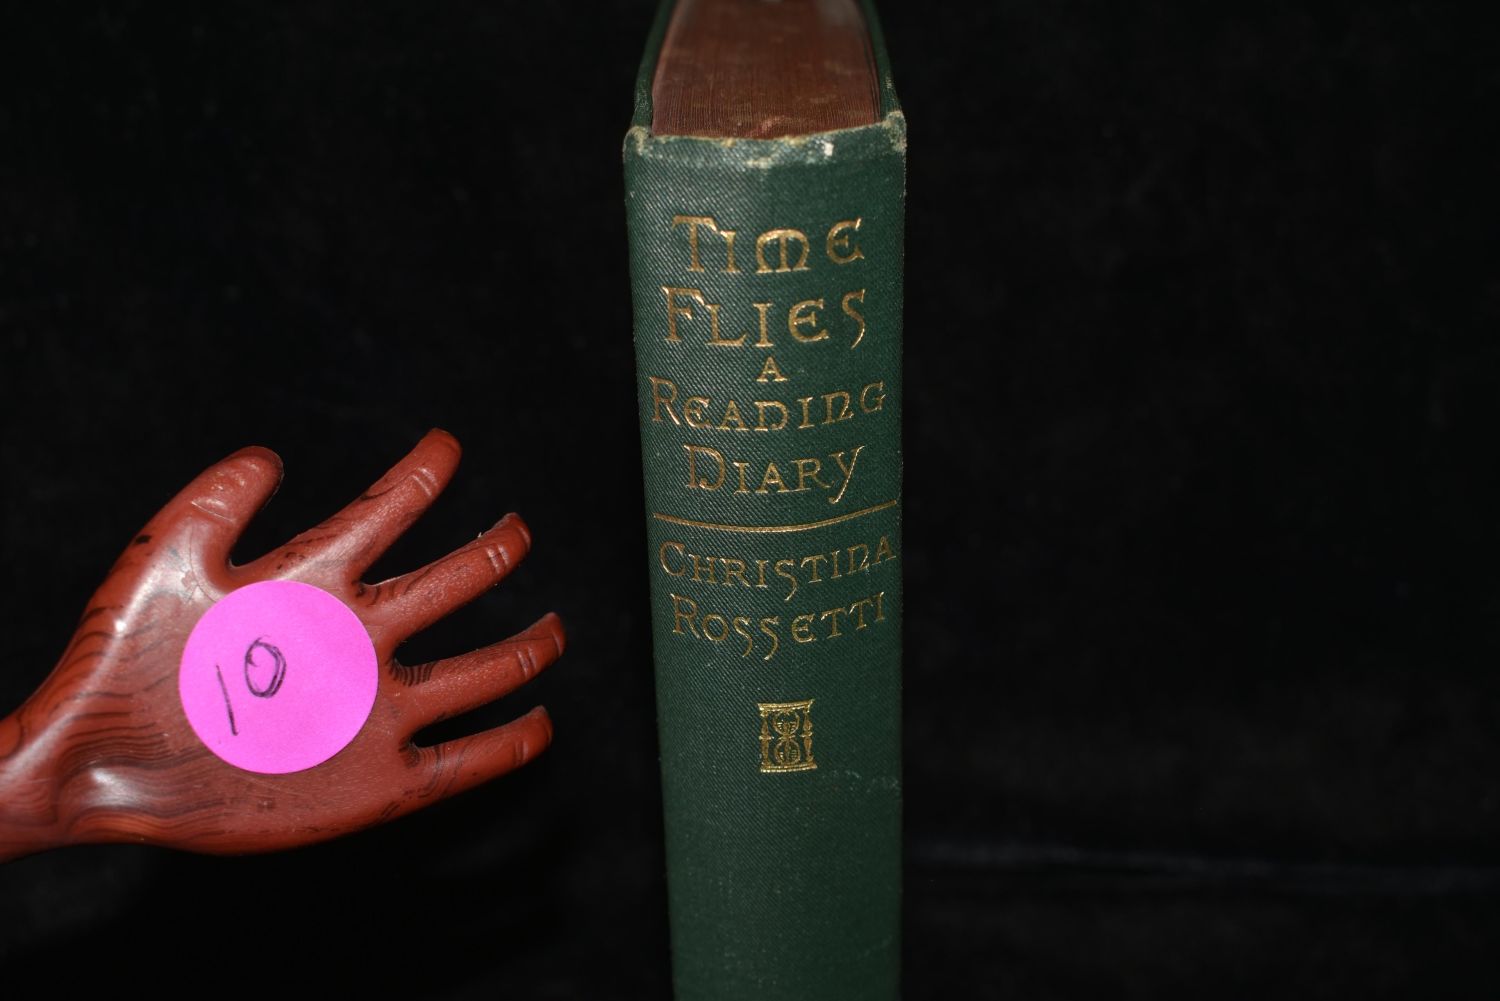 TIME
FLIES
A
READING
DIARY
CHRISTINA
ROSSETTI
10